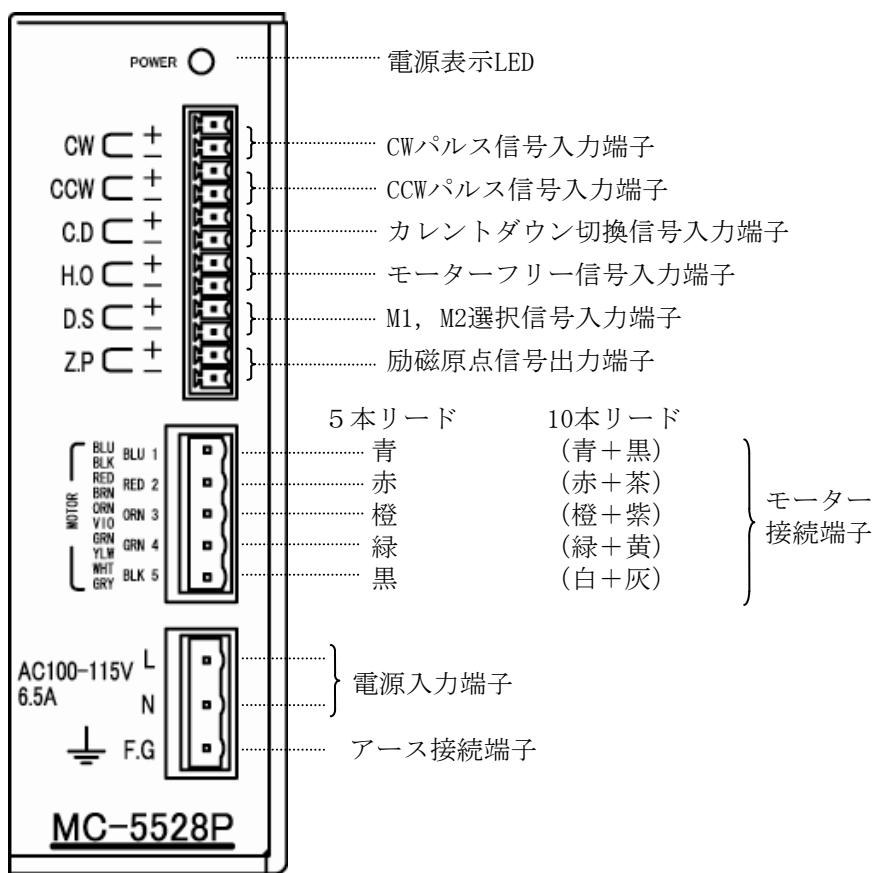 POWER 電源表示LED
CW + − CWパルス信号入力端子
CCW + − CCWパルス信号入力端子
C.D + − カレントダウン切換信号入力端子
H.O + − モーターフリー信号入力端子
D.S + − M1, M2選択信号入力端子
Z.P + − 励磁原点信号出力端子
５本リード 10本リード
MOTOR
BLU BLK BLU 1 青 (青＋黒)
RED BRN RED 2 赤 (赤＋茶)
ORN VIO ORN 3 橙 (橙＋紫)
GRN YLW GRN 4 緑 (緑＋黄)
WHT GRY BLK 5 黒 (白＋灰)
モーター
接続端子
AC100-115V L
6.5A
N
電源入力端子
F.G アース接続端子
MC-5528P